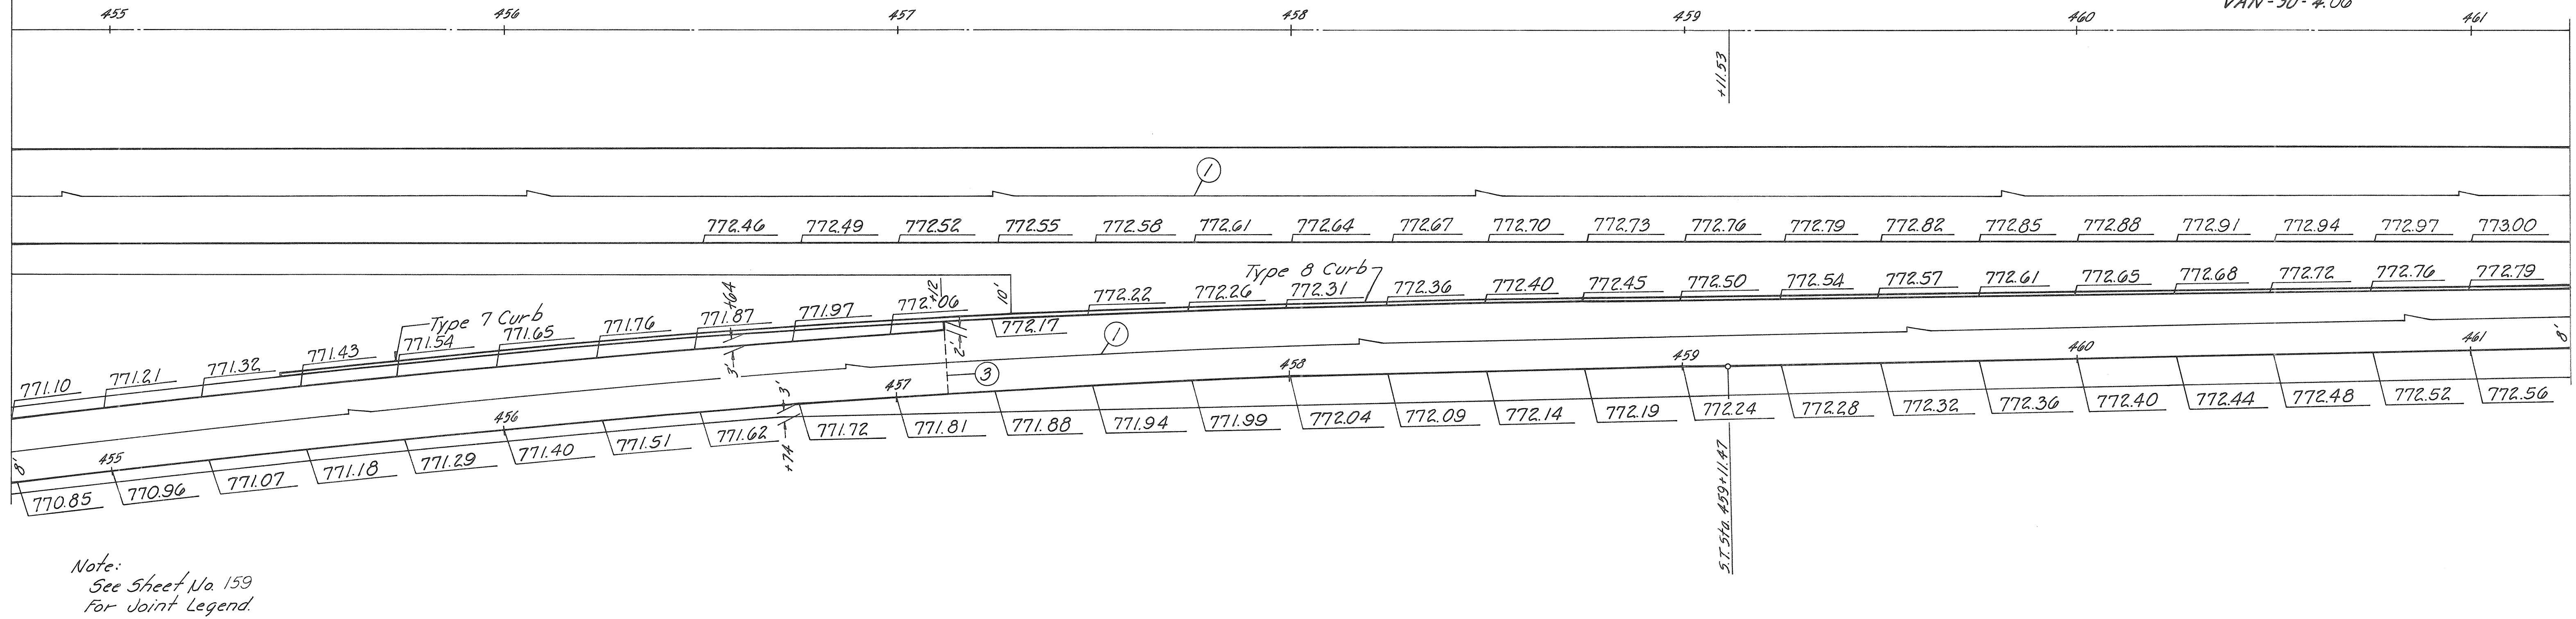 VAN-30-4.06
455 456 457 458 459 460 461
+11.53
1
772.46 772.49 772.52 772.55 772.58 772.61 772.64 772.67 772.70 772.73 772.76 772.79 772.82 772.85 772.88 772.91 772.94 772.97 773.00
Type 8 Curb
+64 +12 10'
772.22 772.26 772.31 772.36 772.40 772.45 772.50 772.54 772.57 772.61 772.65 772.68 772.72 772.76 772.79
Type 7 Curb
771.10 771.21 771.32 771.43 771.54 771.65 771.76 771.87 771.97 772.06 772.17
1
3' 2'
3
3'
8'
455 456 457 458 459 460 461
8'
+74
770.85 770.96 771.07 771.18 771.29 771.40 771.51 771.62 771.72 771.81 771.88 771.94 771.99 772.04 772.09 772.14 772.19 772.24 772.28 772.32 772.36 772.40 772.44 772.48 772.52 772.56
S.T. Sta. 459+11.47
Note:
See Sheet No. 159
For Joint Legend.